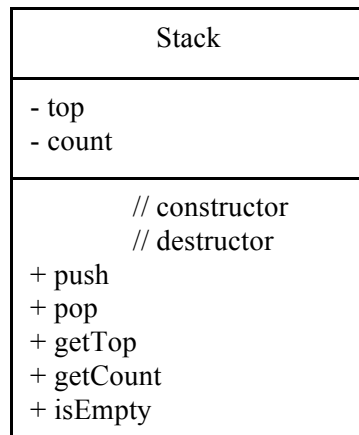 Stack
- top
- count
// constructor
// destructor
+ push
+ pop
+ getTop
+ getCount
+ isEmpty